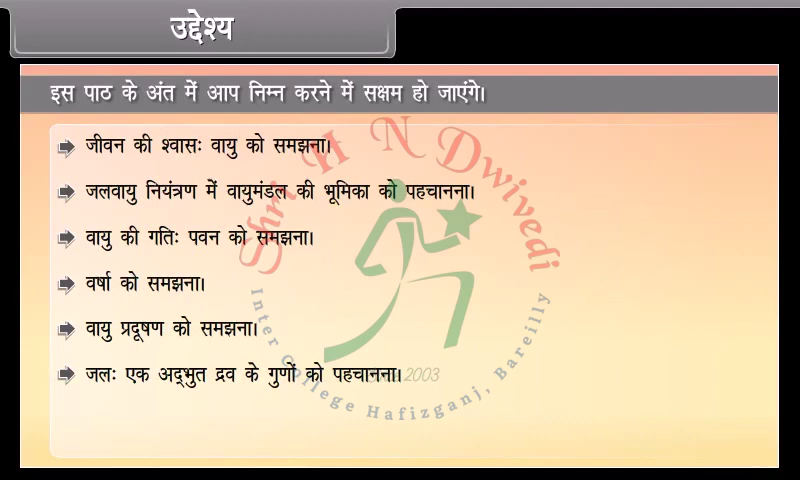 उद्देश्य
इस पाठ के अंत में आप निम्न करने में सक्षम हो जाएंगे।
जीवन की श्वासः वायु को समझना।
जलवायु नियंत्रण में वायुमंडल की भूमिका को पहचानना।
वायु की गतिः पवन को समझना।
वर्षा को समझना।
वायु प्रदूषण को समझना।
जलः एक अद्भुत द्रव के गुणों को पहचानना।
Shri H N Dwivedi
Inter College Hafizganj, Bareilly
2003